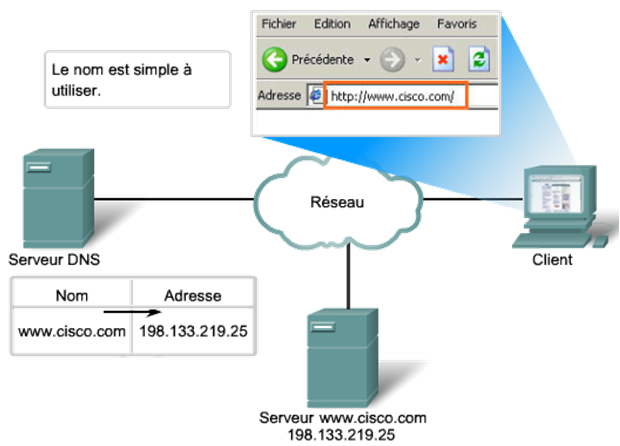 Fichier Edition Affichage Favoris
Précédente
Adresse http://www.cisco.com/
Le nom est simple à
utiliser.
Réseau
Serveur DNS
Client
Nom Adresse
www.cisco.com 198.133.219.25
Serveur www.cisco.com
198.133.219.25